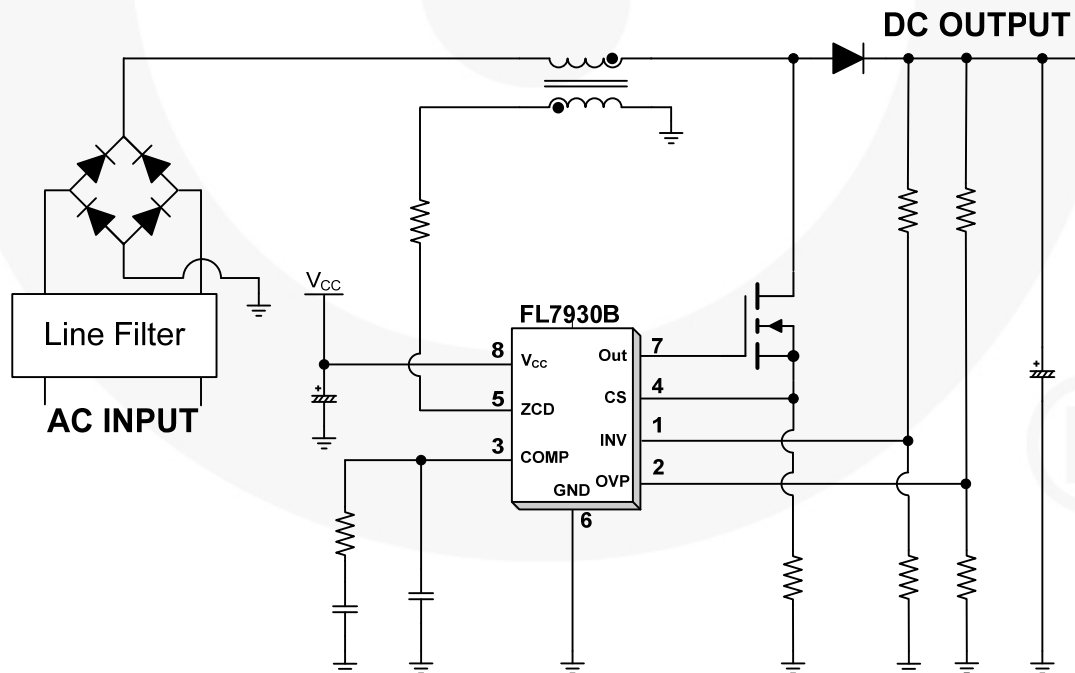 DC OUTPUT
VCC
Line Filter
AC INPUT
FL7930B
8 VCC
Out 7
5 ZCD
CS 4
3 COMP
INV 1
OVP 2
GND
6
+
+